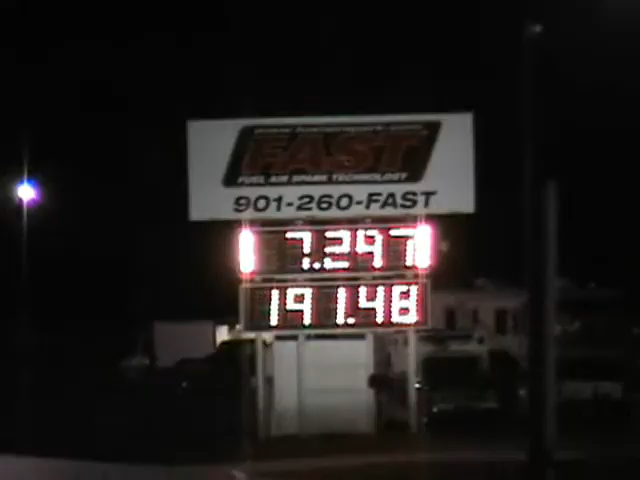 FAST
FUEL AIR SPARK TECHNOLOGY
901-260-FAST
7.297
191.48